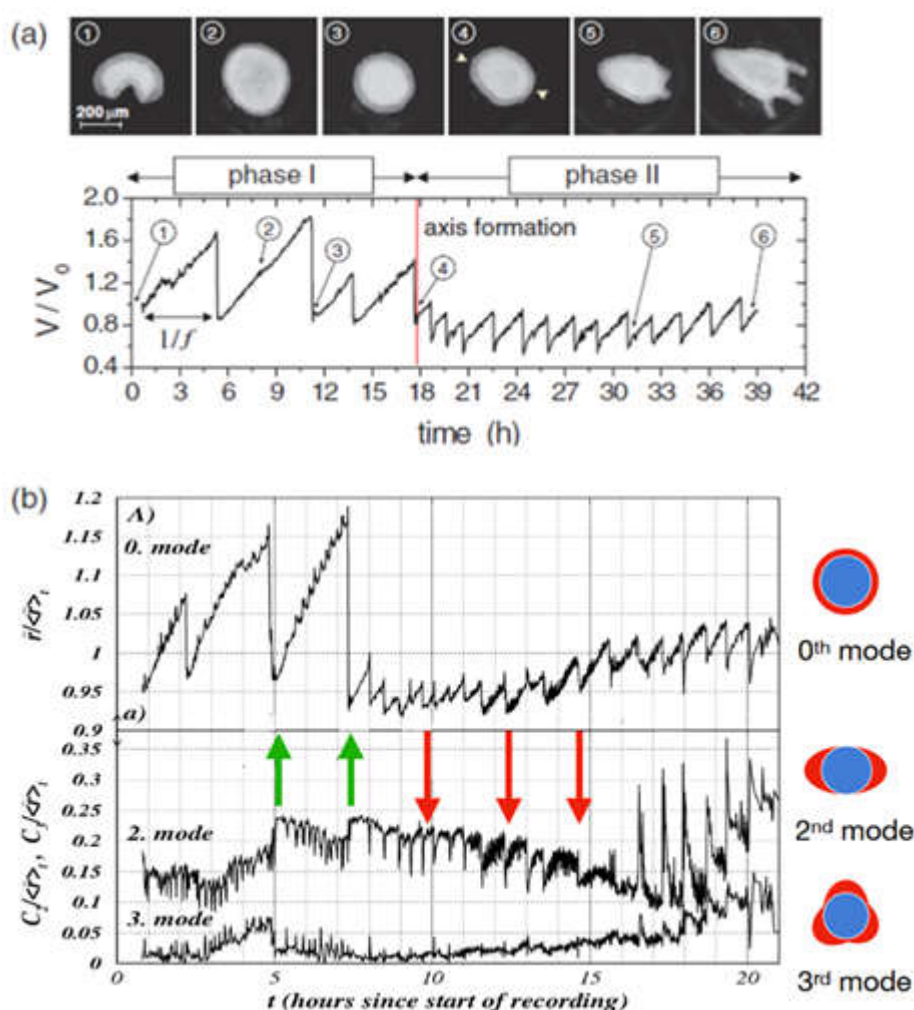 (a)
① ② ③ ④ ⑤ ⑥
200 μm
phase I phase II
2.0
1.6
1.2
0.8
0.4
V / V₀
① ② ③ ④ ⑤ ⑥
axis formation
1/f
0 3 6 9 12 15 18 21 24 27 30 33 36 39 42
time (h)
(b)
1.2
1.15
1.1
1.05
1
0.95
0.9
Λ)
0. mode
a)
0th mode
0.35
0.3
0.25
0.2
0.15
0.1
0.05
0
2. mode
3. mode
2nd mode
3rd mode
0 5 10 15 20
t (hours since start of recording)